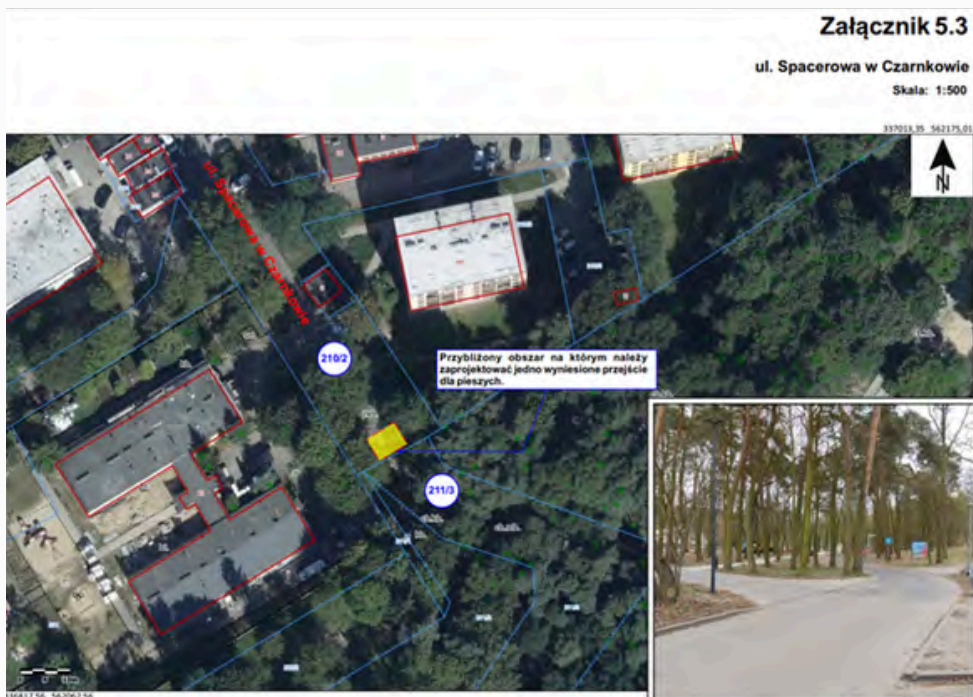 Załącznik 5.3
ul. Spacerowa w Czarnkowie
Skala: 1:500
337013,35 562175,01
N
ul. Spacerowa w Czarnkowie
210/2
Przybliżony obszar na którym należy
zaprojektować jedno wyniesione przejście
dla pieszych.
211/3